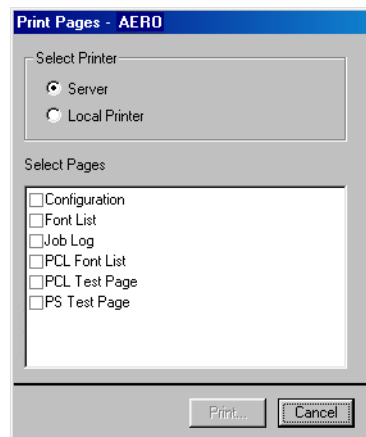 Print Pages - AERO
Select Printer
Server
Local Printer
Select Pages
Configuration
Font List
Job Log
PCL Font List
PCL Test Page
PS Test Page
Print... Cancel